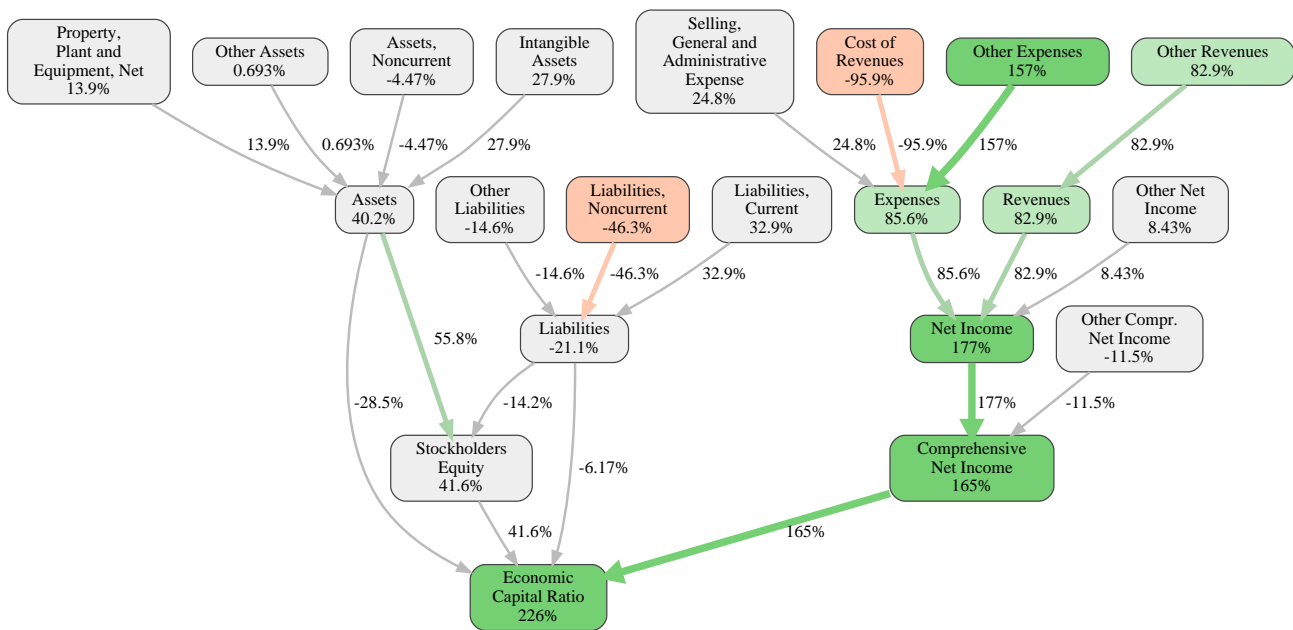 Property,
Plant and
Equipment, Net
13.9%
Other Assets
0.693%
Assets,
Noncurrent
-4.47%
Intangible
Assets
27.9%
Selling,
General and
Administrative
Expense
24.8%
Cost of
Revenues
-95.9%
Other Expenses
157%
Other Revenues
82.9%
13.9%
0.693%
-4.47%
27.9%
24.8%
-95.9%
157%
82.9%
Assets
40.2%
Other
Liabilities
-14.6%
Liabilities,
Noncurrent
-46.3%
Liabilities,
Current
32.9%
Expenses
85.6%
Revenues
82.9%
Other Net
Income
8.43%
-14.6%
-46.3%
32.9%
85.6%
82.9%
8.43%
55.8%
Liabilities
-21.1%
Net Income
177%
Other Compr.
Net Income
-11.5%
-28.5%
-14.2%
177%
-11.5%
Stockholders
Equity
41.6%
-6.17%
Comprehensive
Net Income
165%
41.6%
165%
Economic
Capital Ratio
226%